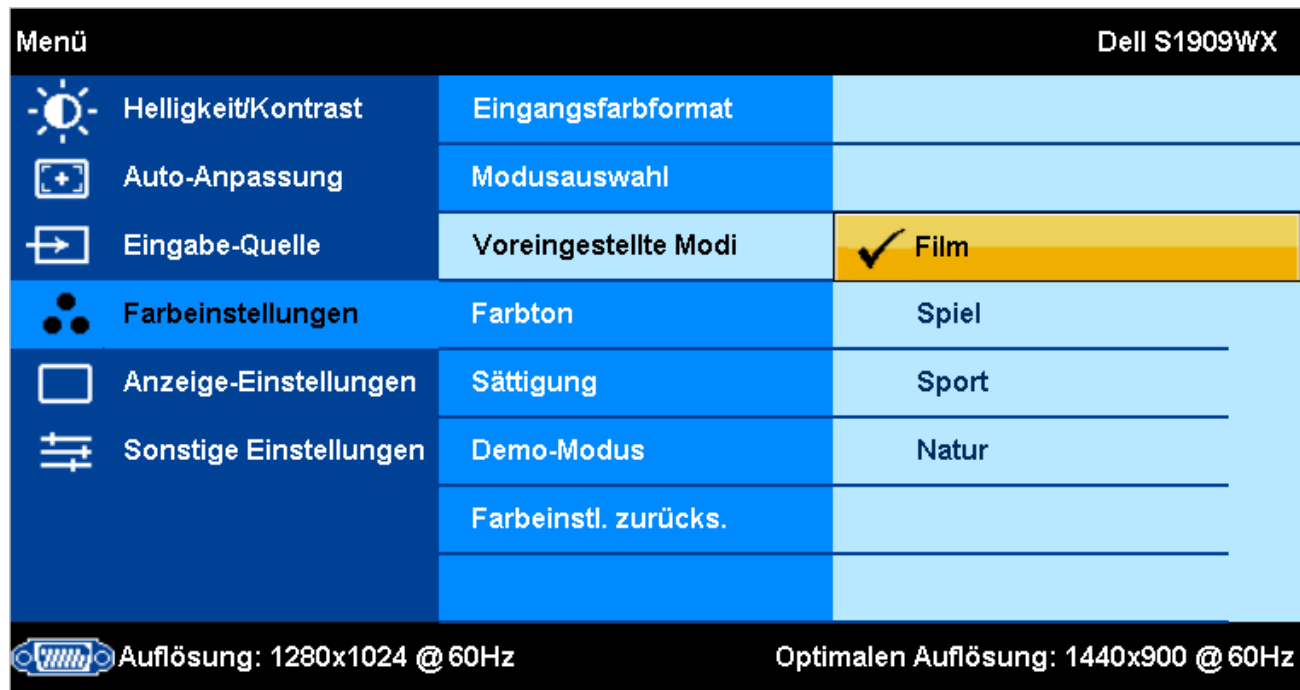 Menü Dell S1909WX
Helligkeit/Kontrast Eingangsfarbformat
Auto-Anpassung Modusauswahl
Eingabe-Quelle Voreingestellte Modi Film
Farbeinstellungen Farbton Spiel
Anzeige-Einstellungen Sättigung Sport
Sonstige Einstellungen Demo-Modus Natur
Farbeinstl. zurücks.
Auflösung: 1280x1024 @ 60Hz Optimalen Auflösung: 1440x900 @ 60Hz